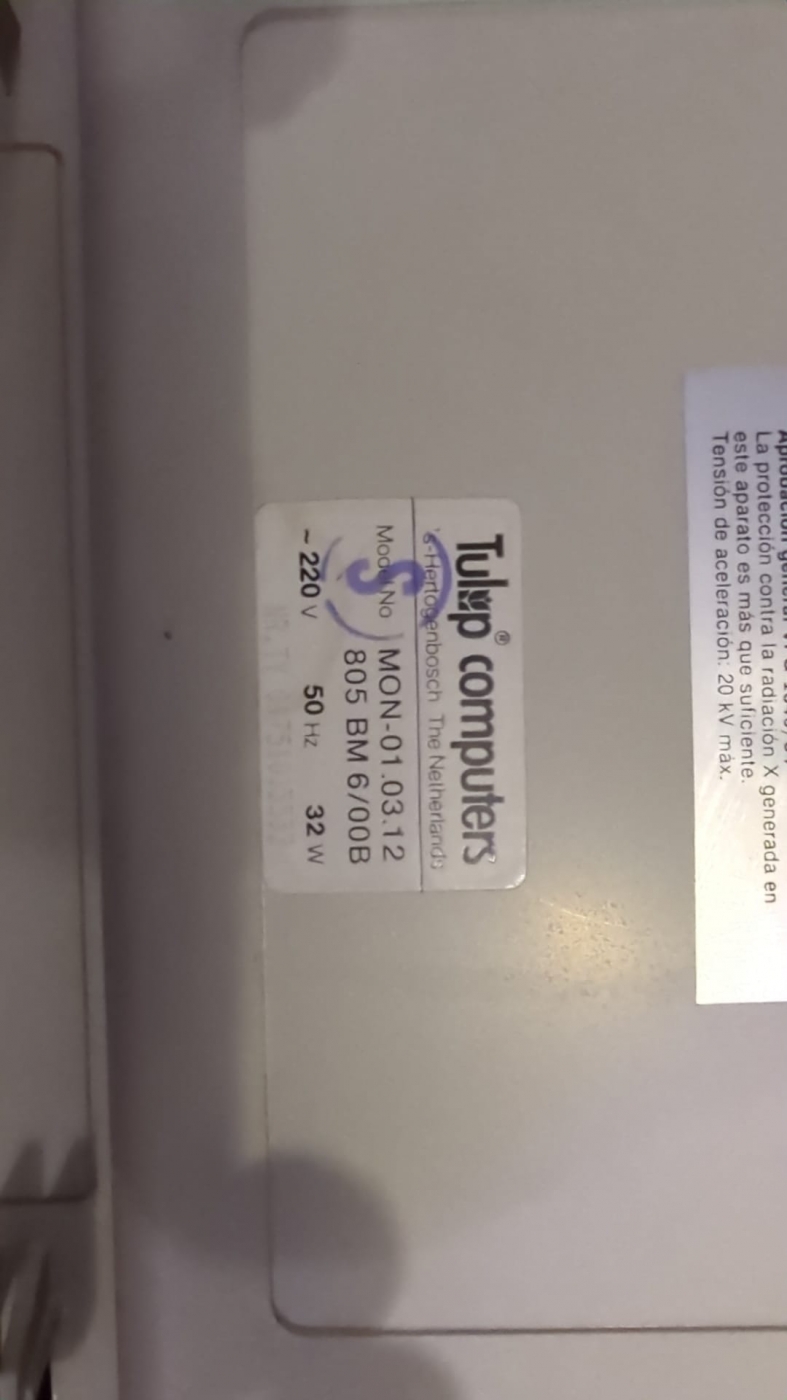 Tulip® computers
's-Hertogenbosch The Netherlands
Model No MON-01.03.12
805 BM 6/00B
~ 220 V 50 Hz 32 W
S
La protección contra la radiación X generada en
este aparato es más que suficiente.
Tensión de aceleración: 20 kV máx.